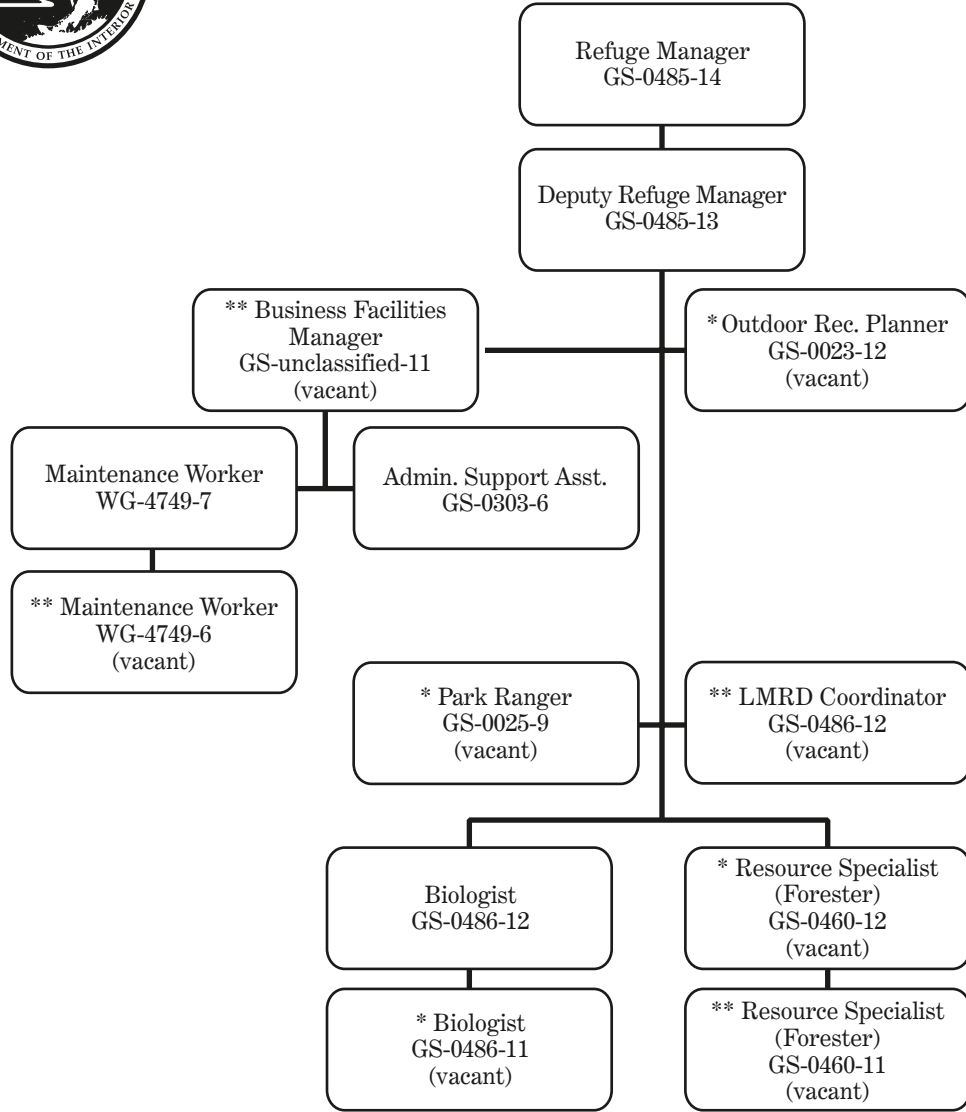 MENT OF THE INTERIOR
Refuge Manager
GS-0485-14
Deputy Refuge Manager
GS-0485-13
** Business Facilities
Manager
GS-unclassified-11
(vacant)
* Outdoor Rec. Planner
GS-0023-12
(vacant)
Maintenance Worker
WG-4749-7
Admin. Support Asst.
GS-0303-6
** Maintenance Worker
WG-4749-6
(vacant)
* Park Ranger
GS-0025-9
(vacant)
** LMRD Coordinator
GS-0486-12
(vacant)
Biologist
GS-0486-12
* Resource Specialist
(Forester)
GS-0460-12
(vacant)
* Biologist
GS-0486-11
(vacant)
** Resource Specialist
(Forester)
GS-0460-11
(vacant)